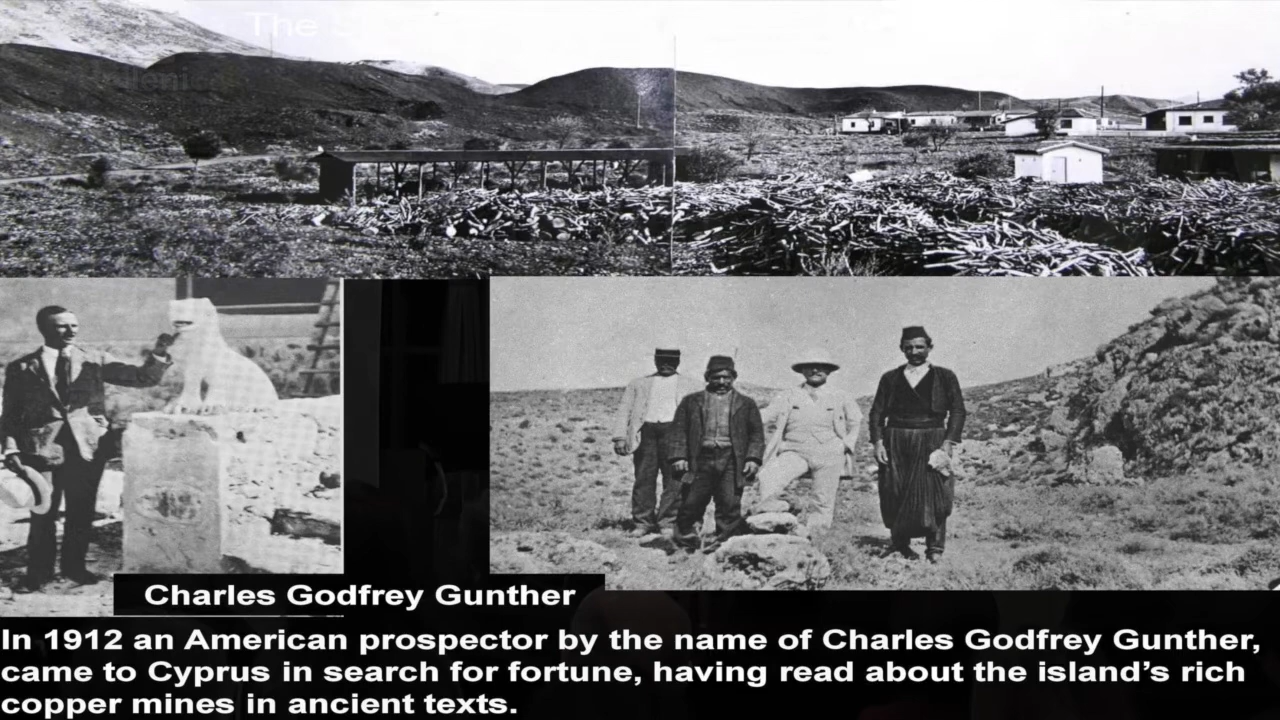 The S
Charles Godfrey Gunther
In 1912 an American prospector by the name of Charles Godfrey Gunther,
came to Cyprus in search for fortune, having read about the island’s rich
copper mines in ancient texts.